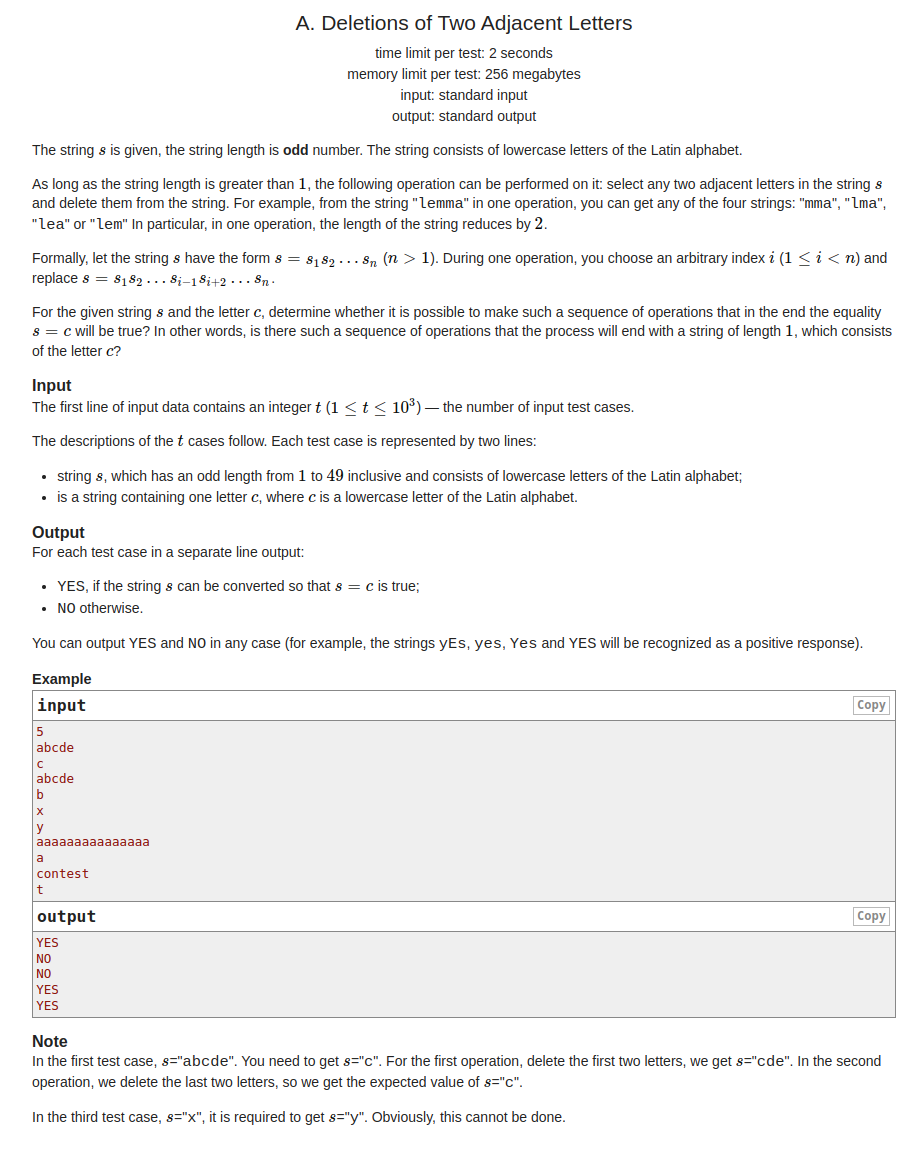 A. Deletions of Two Adjacent Letters
time limit per test: 2 seconds
memory limit per test: 256 megabytes
input: standard input
output: standard output
The string s is given, the string length is odd number. The string consists of lowercase letters of the Latin alphabet.
As long as the string length is greater than 1, the following operation can be performed on it: select any two adjacent letters in the string s
and delete them from the string. For example, from the string "lemma" in one operation, you can get any of the four strings: "mma", "lma",
"lea" or "lem" In particular, in one operation, the length of the string reduces by 2.
Formally, let the string s have the form s = s₁s₂ … sₙ (n > 1). During one operation, you choose an arbitrary index i (1 ≤ i < n) and
replace s = s₁s₂ … sᵢ₋₁sᵢ₊₂ … sₙ.
For the given string s and the letter c, determine whether it is possible to make such a sequence of operations that in the end the equality
s = c will be true? In other words, is there such a sequence of operations that the process will end with a string of length 1, which consists
of the letter c?
Input
The first line of input data contains an integer t (1 ≤ t ≤ 10³) — the number of input test cases.
The descriptions of the t cases follow. Each test case is represented by two lines:
• string s, which has an odd length from 1 to 49 inclusive and consists of lowercase letters of the Latin alphabet;
• is a string containing one letter c, where c is a lowercase letter of the Latin alphabet.
Output
For each test case in a separate line output:
• YES, if the string s can be converted so that s = c is true;
• NO otherwise.
You can output YES and NO in any case (for example, the strings yEs, yes, Yes and YES will be recognized as a positive response).
Example
input Copy
5
abcde
c
abcde
b
x
y
aaaaaaaaaaaaaaa
a
contest
t
output Copy
YES
NO
NO
YES
YES
Note
In the first test case, s="abcde". You need to get s="c". For the first operation, delete the first two letters, we get s="cde". In the second
operation, we delete the last two letters, so we get the expected value of s="c".
In the third test case, s="x", it is required to get s="y". Obviously, this cannot be done.